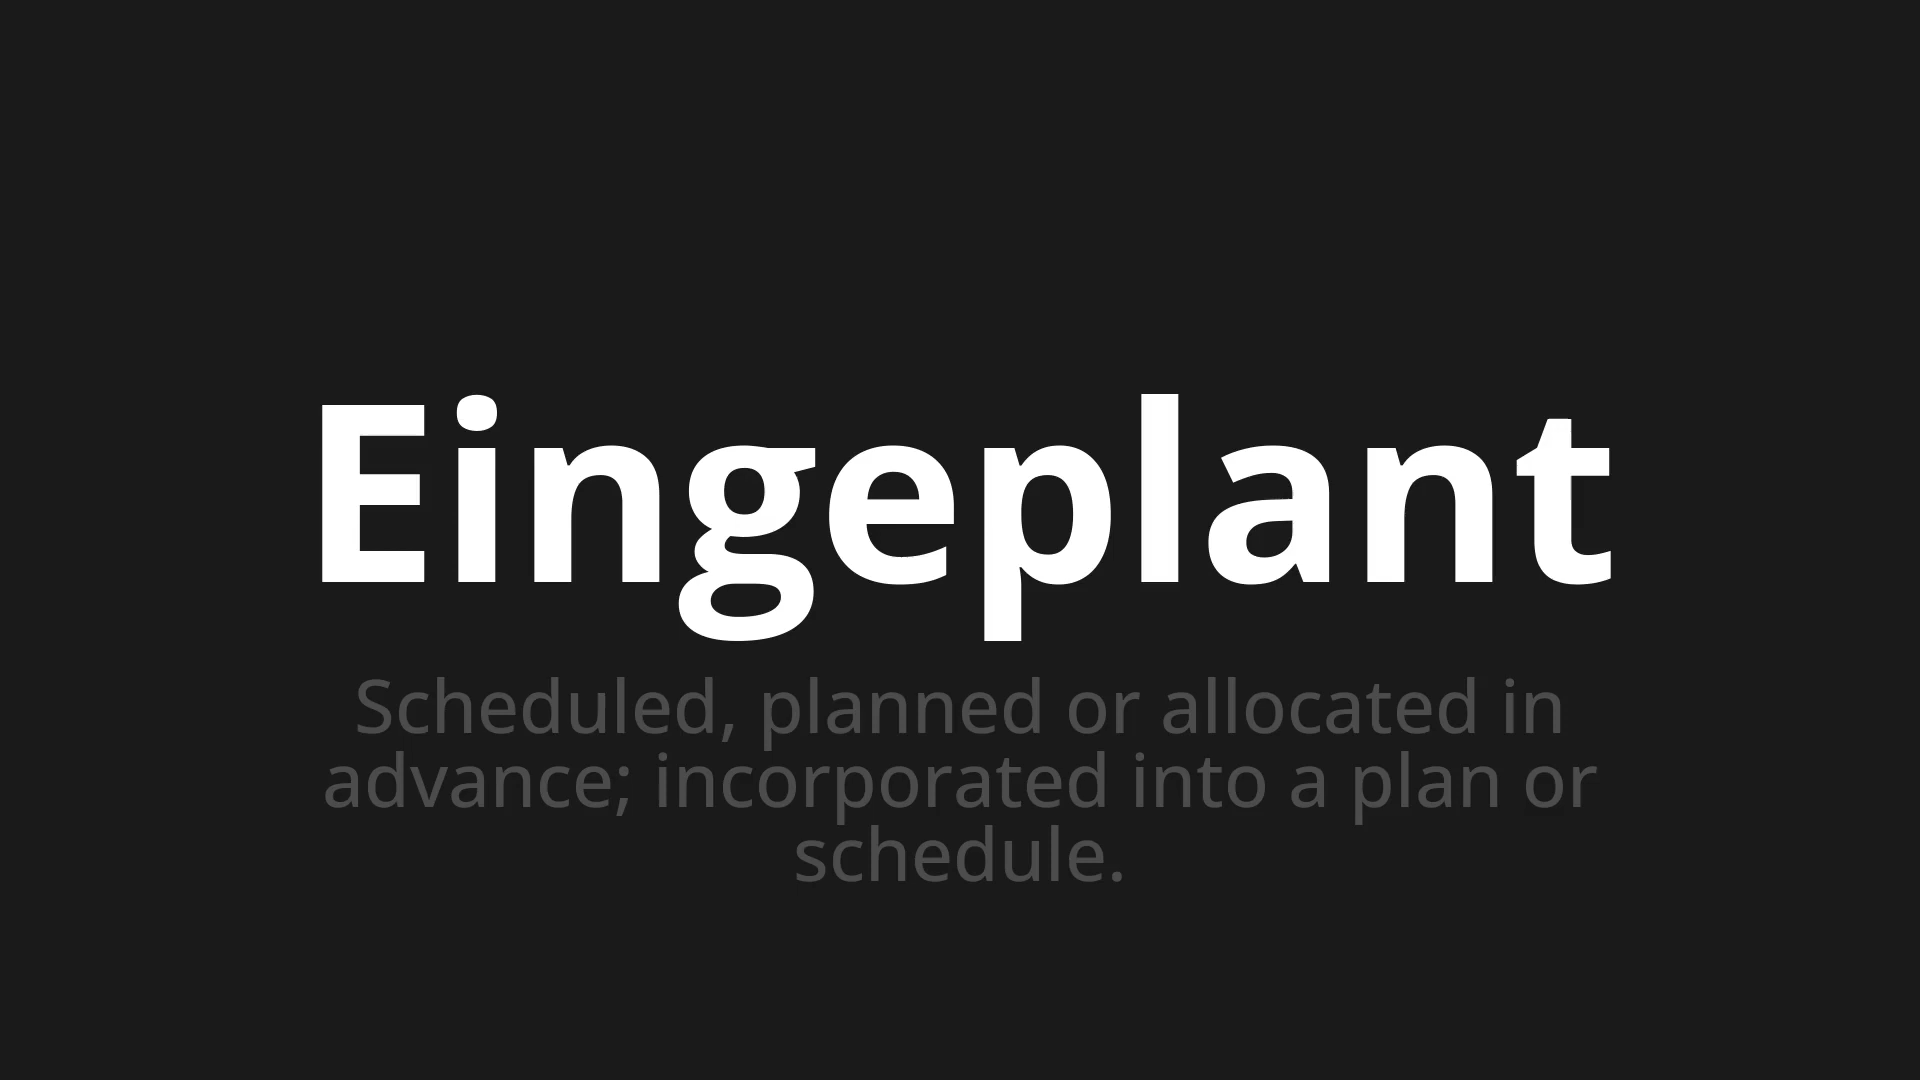 Eingeplant
Scheduled, planned or allocated in
advance; incorporated into a plan or
schedule.